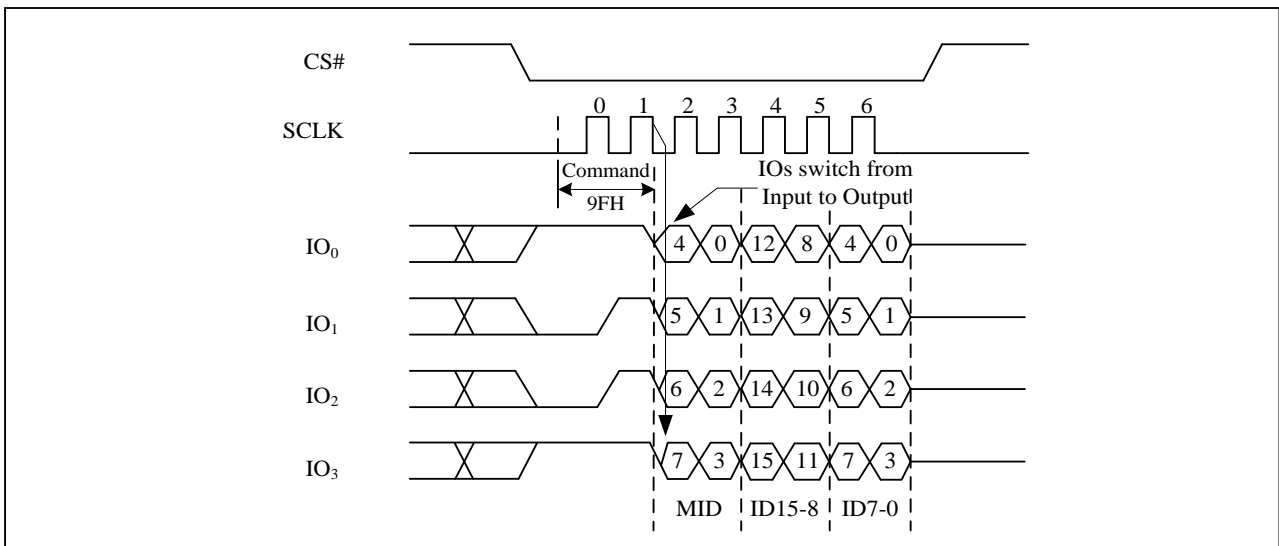 CS#
0 1 2 3 4 5 6
SCLK
Command
9FH
IOs switch from
Input to Output
IO0 4 0 12 8 4 0
IO1 5 1 13 9 5 1
IO2 6 2 14 10 6 2
IO3 7 3 15 11 7 3
MID ID15-8 ID7-0